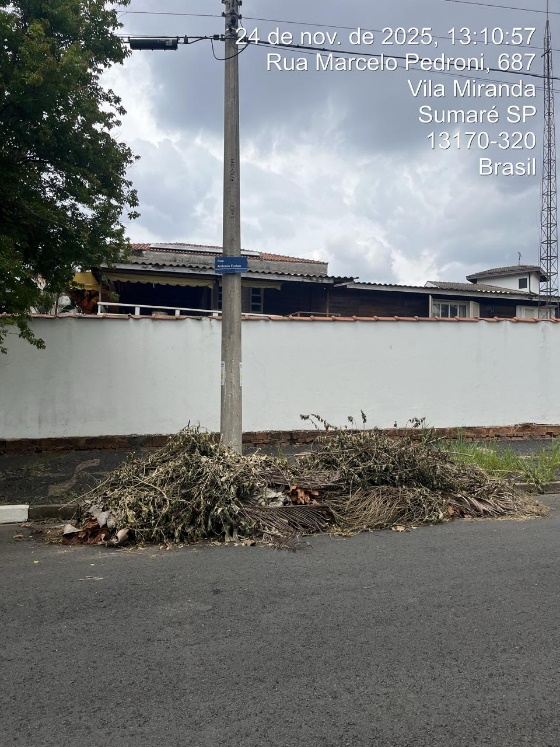 24 de nov. de 2025, 13:10:57
Rua Marcelo Pedroni, 687
Vila Miranda
Sumaré SP
13170-320
Brasil